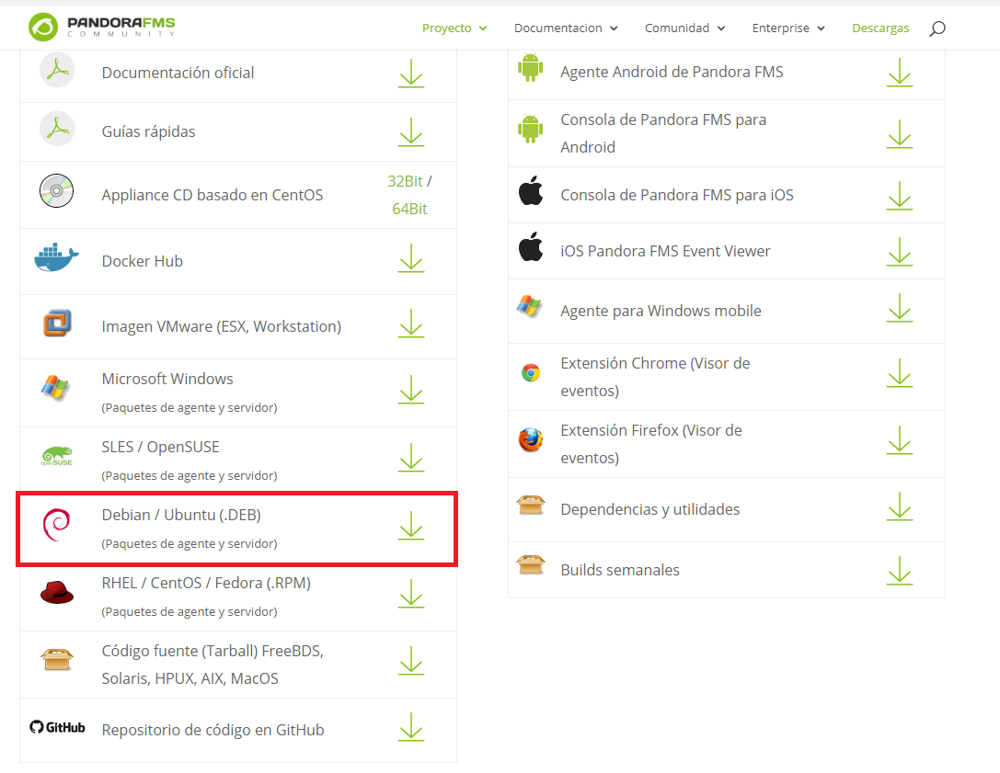 PANDORAFMS
COMMUNITY
Proyecto
Documentacion
Comunidad
Enterprise
Descargas
Documentación oficial
Guías rápidas
Appliance CD basado en CentOS
32Bit /
64Bit
Docker Hub
Imagen VMware (ESX, Workstation)
Microsoft Windows
(Paquetes de agente y servidor)
openSUSE
SLES / OpenSUSE
(Paquetes de agente y servidor)
Debian / Ubuntu (.DEB)
(Paquetes de agente y servidor)
RHEL / CentOS / Fedora (.RPM)
(Paquetes de agente y servidor)
Código fuente (Tarball) FreeBDS,
Solaris, HPUX, AIX, MacOS
GitHub
Repositorio de código en GitHub
Agente Android de Pandora FMS
Consola de Pandora FMS para
Android
Consola de Pandora FMS para iOS
iOS Pandora FMS Event Viewer
Agente para Windows mobile
Extensión Chrome (Visor de
eventos)
Extensión Firefox (Visor de
eventos)
Dependencias y utilidades
Builds semanales